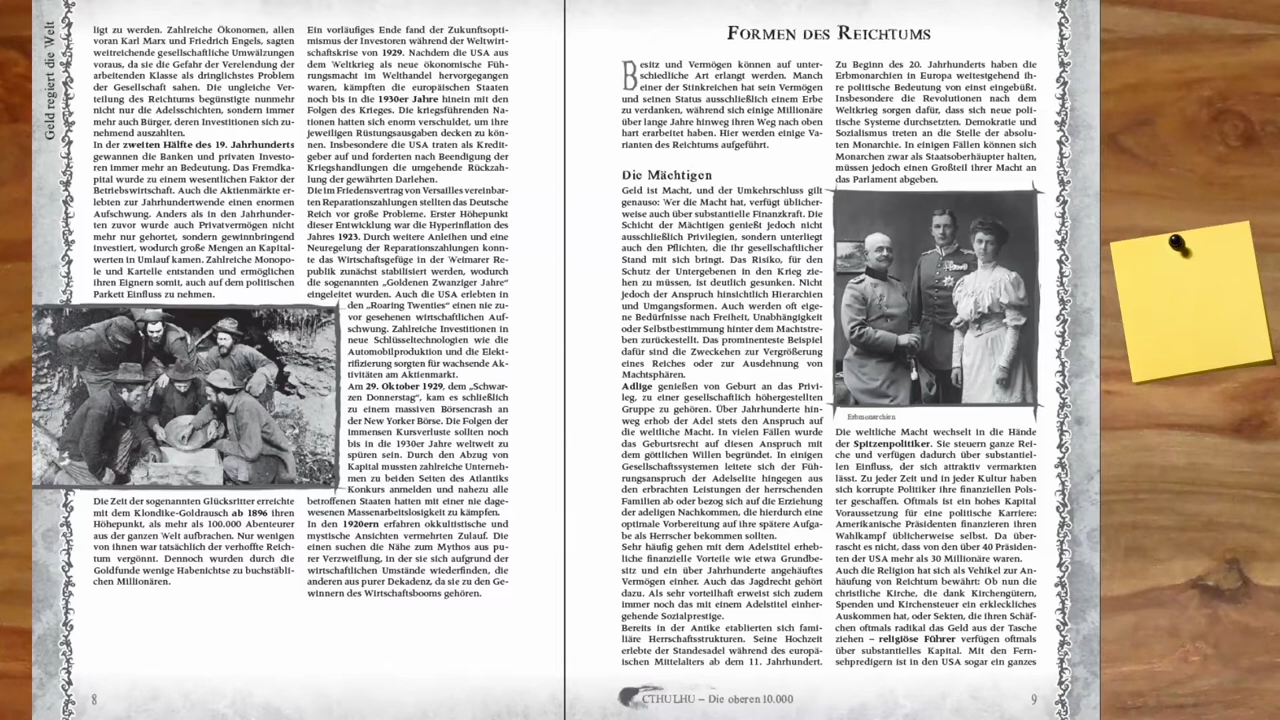 Geld regiert die Welt
ligt zu werden. Zahlreiche Ökonomen, allen
voran Karl Marx und Friedrich Engels, sagten
weitreichende gesellschaftliche Umwälzungen
voraus, da sie die Gefahr der Verelendung der
arbeitenden Klasse als dringlichstes Problem
der Gesellschaft sahen. Die ungleiche Ver-
teilung des Reichtums begünstigte nunmehr
nicht nur die Adelsschichten, sondern immer
mehr auch Bürger, deren Investitionen sich zu-
nehmend auszahlten.
In der zweiten Hälfte des 19. Jahrhunderts
gewannen die Banken und privaten Investo-
ren immer mehr an Bedeutung. Das Fremdka-
pital wurde zu einem wesentlichen Faktor der
Betriebswirtschaft. Auch die Aktienmärkte er-
lebten zur Jahrhundertwende einen enormen
Aufschwung. Anders als in den Jahrhunder-
ten zuvor wurde auch Privatvermögen nicht
mehr nur gehortet, sondern gewinnbringend
investiert, wodurch große Mengen an Kapital-
werten in Umlauf kamen. Zahlreiche Monopo-
le und Kartelle entstanden und ermöglichen
ihren Eignern somit, auch auf dem politischen
Parkett Einfluss zu nehmen.
Die Zeit der sogenannten Glücksritter erreichte
mit dem Klondike-Goldrausch ab 1896 ihren
Höhepunkt, als mehr als 100.000 Abenteurer
aus der ganzen Welt aufbrachen. Nur wenigen
von ihnen war tatsächlich der verhoffte Reich-
tum vergönnt. Dennoch wurden durch die
Goldfunde wenige Habenichtse zu buchstäbli-
chen Millionären.
Ein vorläufiges Ende fand der Zukunftsopti-
mismus der Investoren während der Weltwirt-
schaftskrise von 1929. Nachdem die USA aus
dem Weltkrieg als neue ökonomische Füh-
rungsmacht im Welthandel hervorgegangen
waren, kämpften die europäischen Staaten
noch bis in die 1930er Jahre hinein mit den
Folgen des Krieges. Die kriegsführenden Na-
tionen hatten sich enorm verschuldet, um ihre
jeweiligen Rüstungsausgaben decken zu kön-
nen. Insbesondere die USA traten als Kredit-
geber auf und forderten nach Beendigung der
Kriegshandlungen die umgehende Rückzah-
lung der gewährten Darlehen.
Die im Friedensvertrag von Versailles vereinbar-
ten Reparationszahlungen stellten das Deutsche
Reich vor große Probleme. Erster Höhepunkt
dieser Entwicklung war die Hyperinflation des
Jahres 1923. Durch weitere Anleihen und eine
Neuregelung der Reparationszahlungen konn-
te das Wirtschaftsgefüge in der Weimarer Re-
publik zunächst stabilisiert werden, wodurch
die sogenannten „Goldenen Zwanziger Jahre“
eingeleitet wurden. Auch die USA erlebten in
den „Roaring Twenties“ einen nie zu-
vor gesehenen wirtschaftlichen Auf-
schwung. Zahlreiche Investitionen in
neue Schlüsseltechnologien wie die
Automobilproduktion und die Elekt-
rifizierung sorgten für wachsende Ak-
tivitäten am Aktienmarkt.
Am 29. Oktober 1929, dem „Schwar-
zen Donnerstag“, kam es schließlich
zu einem massiven Börsencrash an
der New Yorker Börse. Die Folgen der
immensen Kursverluste sollten noch
bis in die 1930er Jahre weltweit zu
spüren sein. Durch den Abzug von
Kapital mussten zahlreiche Unterneh-
men zu beiden Seiten des Atlantiks
Konkurs anmelden und nahezu alle
betroffenen Staaten hatten mit einer nie dage-
wesenen Massenarbeitslosigkeit zu kämpfen.
In den 1920ern erfahren okkultistische und
mystische Ansichten vermehrten Zulauf. Die
einen suchen die Nähe zum Mythos aus pu-
rer Verzweiflung, in der sie sich aufgrund der
wirtschaftlichen Umstände wiederfinden, die
anderen aus purer Dekadenz, da sie zu den Ge-
winnern des Wirtschaftsbooms gehören.
8
Formen des Reichtums
Besitz und Vermögen können auf unter-
schiedliche Art erlangt werden. Manch
einer der Stinkreichen hat sein Vermögen
und seinen Status ausschließlich einem Erbe
zu verdanken, während sich einige Millionäre
über lange Jahre hinweg ihren Weg nach oben
hart erarbeitet haben. Hier werden einige Va-
rianten des Reichtums aufgeführt.
Die Mächtigen
Geld ist Macht, und der Umkehrschluss gilt
genauso: Wer die Macht hat, verfügt üblicher-
weise auch über substantielle Finanzkraft. Die
Schicht der Mächtigen genießt jedoch nicht
ausschließlich Privilegien, sondern unterliegt
auch den Pflichten, die ihr gesellschaftlicher
Stand mit sich bringt. Das Risiko, für den
Schutz der Untergebenen in den Krieg zie-
hen zu müssen, ist deutlich gesunken. Nicht
jedoch der Anspruch hinsichtlich Hierarchien
und Umgangsformen. Auch werden oft eige-
ne Bedürfnisse nach Freiheit, Unabhängigkeit
oder Selbstbestimmung hinter dem Machtstre-
ben zurückstellt. Das prominenteste Beispiel
dafür sind die Zweckehen zur Vergrößerung
eines Reiches oder zur Ausdehnung von
Machtsphären.
Adlige genießen von Geburt an das Privi-
leg, zu einer gesellschaftlich höhergestellten
Gruppe zu gehören. Über Jahrhunderte hin-
weg erhob der Adel stets den Anspruch auf
die weltliche Macht. In vielen Fällen wurde
das Geburtsrecht auf diesen Anspruch mit
dem göttlichen Willen begründet. In einigen
Gesellschaftssystemen leitete sich der Füh-
rungsanspruch der Adelselite hingegen aus
den erbrachten Leistungen der herrschenden
Familien ab oder bezog sich auf die Erziehung
der adeligen Nachkommen, die hierdurch eine
optimale Vorbereitung auf ihre spätere Aufga-
be als Herrscher bekommen sollten.
Sehr häufig gehen mit dem Adelstitel erheb-
liche finanzielle Vorteile wie etwa Grundbe-
sitz und ein über Jahrhunderte angehäuftes
Vermögen einher. Auch das Jagdrecht gehört
dazu. Als sehr vorteilhaft erweist sich zudem
immer noch das mit einem Adelstitel einher-
gehende Sozialprestige.
Bereits in der Antike etablierten sich fami-
liäre Herrschaftsstrukturen. Seine Hochzeit
erlebte der Standesadel während des europä-
ischen Mittelalters ab dem 11. Jahrhundert.
Zu Beginn des 20. Jahrhunderts haben die
Erbmonarchien in Europa weitestgehend ih-
re politische Bedeutung von einst eingebüßt.
Insbesondere die Revolutionen nach dem
Weltkrieg sorgen dafür, dass sich neue poli-
tische Systeme durchsetzten. Demokratie und
Sozialismus treten an die Stelle der absolu-
ten Monarchie. In einigen Fällen können sich
Monarchen zwar als Staatsoberhäupter halten,
müssen jedoch einen Großteil ihrer Macht an
das Parlament abgeben.
Erbmonarchien
Die weltliche Macht wechselt in die Hände
der Spitzenpolitiker. Sie steuern ganze Rei-
che und verfügen dadurch über substantiel-
len Einfluss, der sich attraktiv vermarkten
lässt. Zu jeder Zeit und in jeder Kultur haben
sich korrupte Politiker ihre finanziellen Pols-
ter geschaffen. Oftmals ist ein hohes Kapital
Voraussetzung für eine politische Karriere:
Amerikanische Präsidenten finanzieren ihren
Wahlkampf üblicherweise selbst. Da über-
rascht es nicht, dass von den über 40 Präsiden-
ten der USA mehr als 30 Millionäre waren.
Auch die Religion hat sich als Vehikel zur An-
häufung von Reichtum bewährt: Ob nun die
christliche Kirche, die dank Kirchengütern,
Spenden und Kirchensteuer ein erkleckliches
Auskommen hat, oder Sekten, die ihren Schäf-
chen oftmals radikal das Geld aus der Tasche
ziehen – religiöse Führer verfügen oftmals
über substantielles Kapital. Mit den Fern-
sehpredigern ist in den USA sogar ein ganzes
CTHULHU – Die oberen 10.000
9